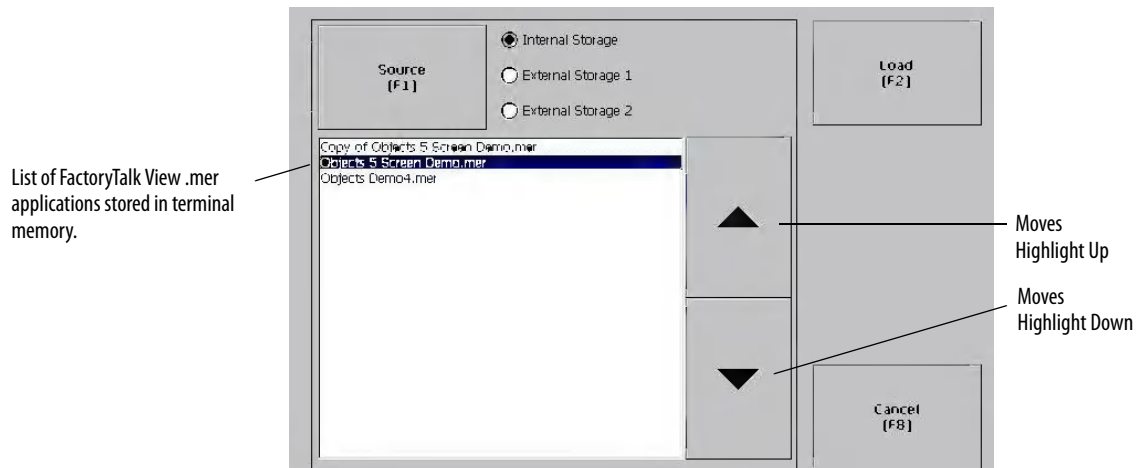 Source
[F1]
Internal Storage
External Storage 1
External Storage 2
Load
[F2]
Copy of Objects 5 Screen Demo.mer
Objects 5 Screen Demo.mer
Objects Demo4.mer
List of FactoryTalk View .mer
applications stored in terminal
memory.
Moves
Highlight Up
Moves
Highlight Down
Cancel
[F8]